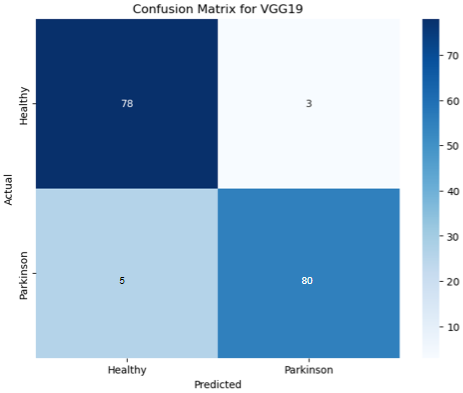 Confusion Matrix for VGG19
Healthy
78
3
70
60
50
40
30
20
10
Actual
Parkinson
5
80
Healthy
Parkinson
Predicted